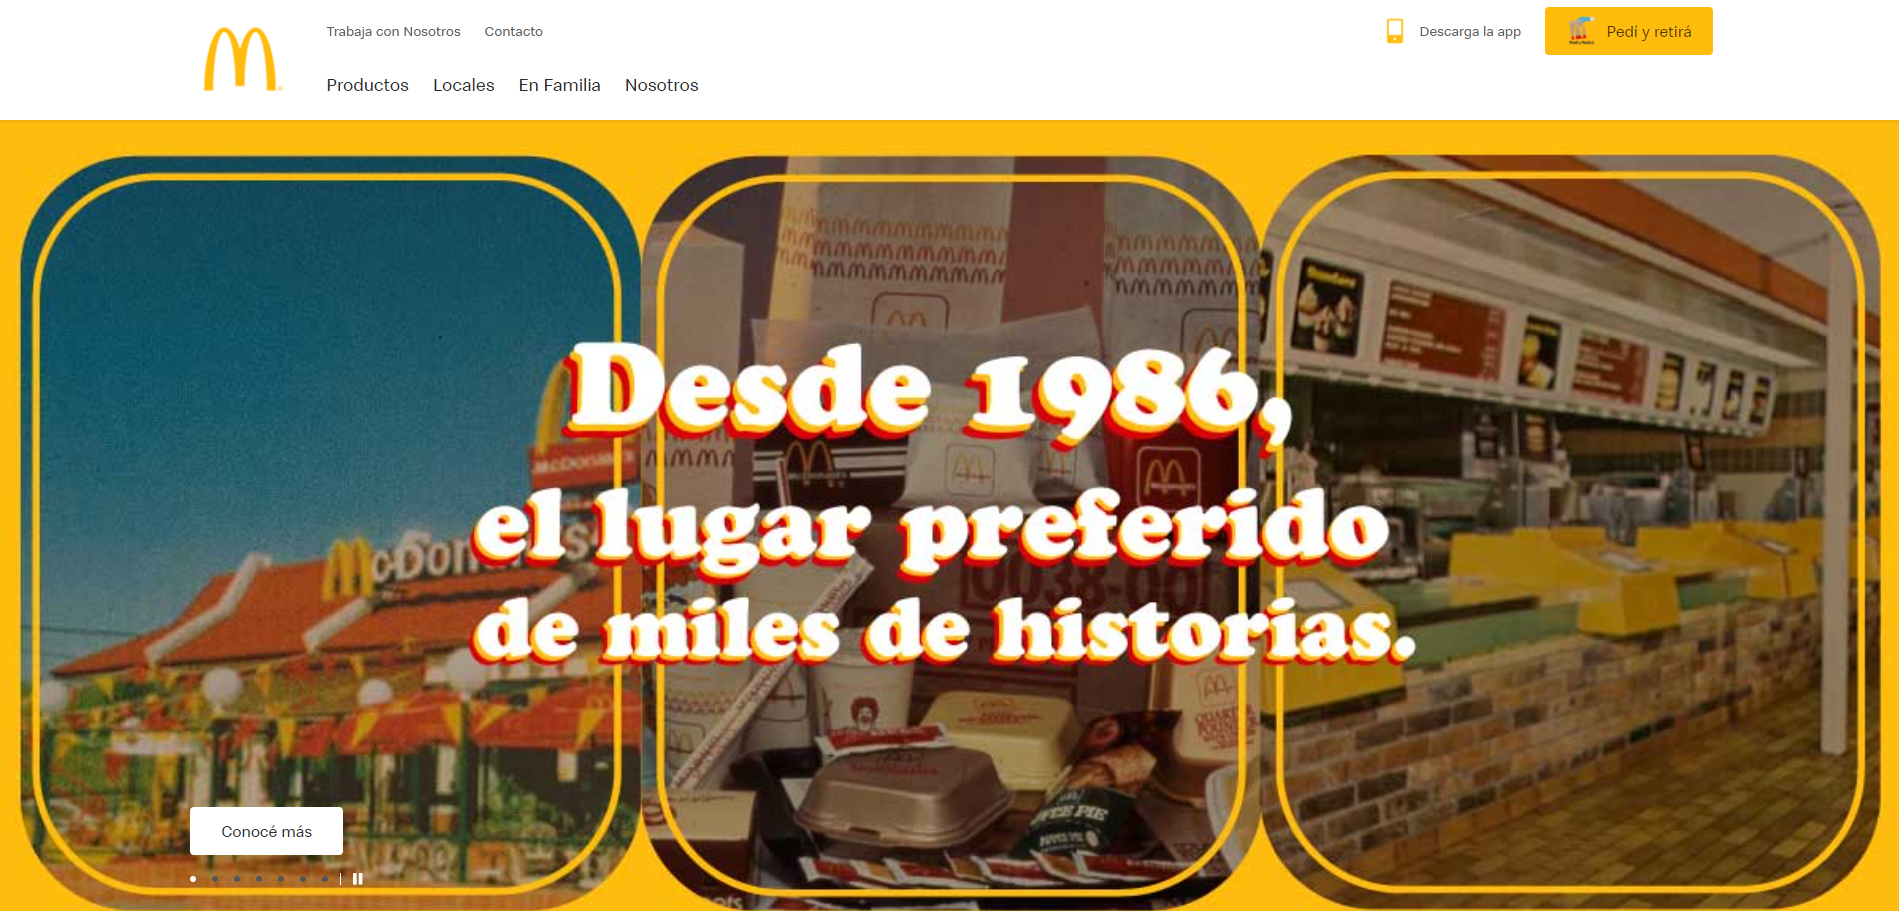 Trabaja con Nosotros
Contacto
Descarga la app
Pedí y retirá
Productos
Locales
En Familia
Nosotros
Desde 1986,
el lugar preferido
de miles de historias.
McDonald's
Conocé más